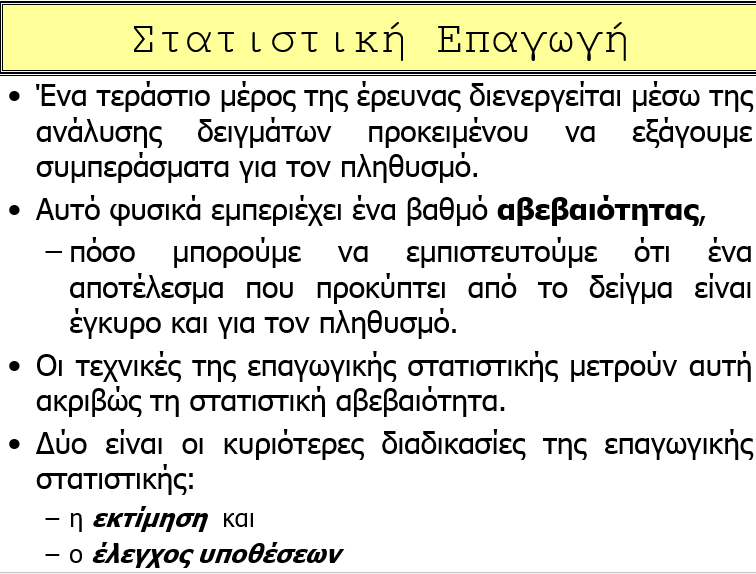 Στατιστική Επαγωγή
• Ένα τεράστιο μέρος της έρευνας διενεργείται μέσω της
ανάλυσης δειγμάτων προκειμένου να εξάγουμε
συμπεράσματα για τον πληθυσμό.
• Αυτό φυσικά εμπεριέχει ένα βαθμό αβεβαιότητας,
– πόσο μπορούμε να εμπιστευτούμε ότι ένα
αποτέλεσμα που προκύπτει από το δείγμα είναι
έγκυρο και για τον πληθυσμό.
• Οι τεχνικές της επαγωγικής στατιστικής μετρούν αυτή
ακριβώς τη στατιστική αβεβαιότητα.
• Δύο είναι οι κυριότερες διαδικασίες της επαγωγικής
στατιστικής:
– η εκτίμηση και
– ο έλεγχος υποθέσεων